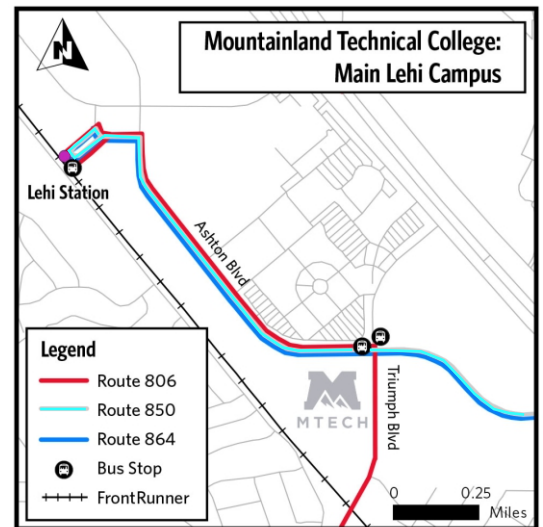 Mountainland Technical College:
Main Lehi Campus
N
Lehi Station
Ashton Blvd
Triumph Blvd
M
MTECH
Legend
Route 806
Route 850
Route 864
Bus Stop
FrontRunner
0 0.25
Miles